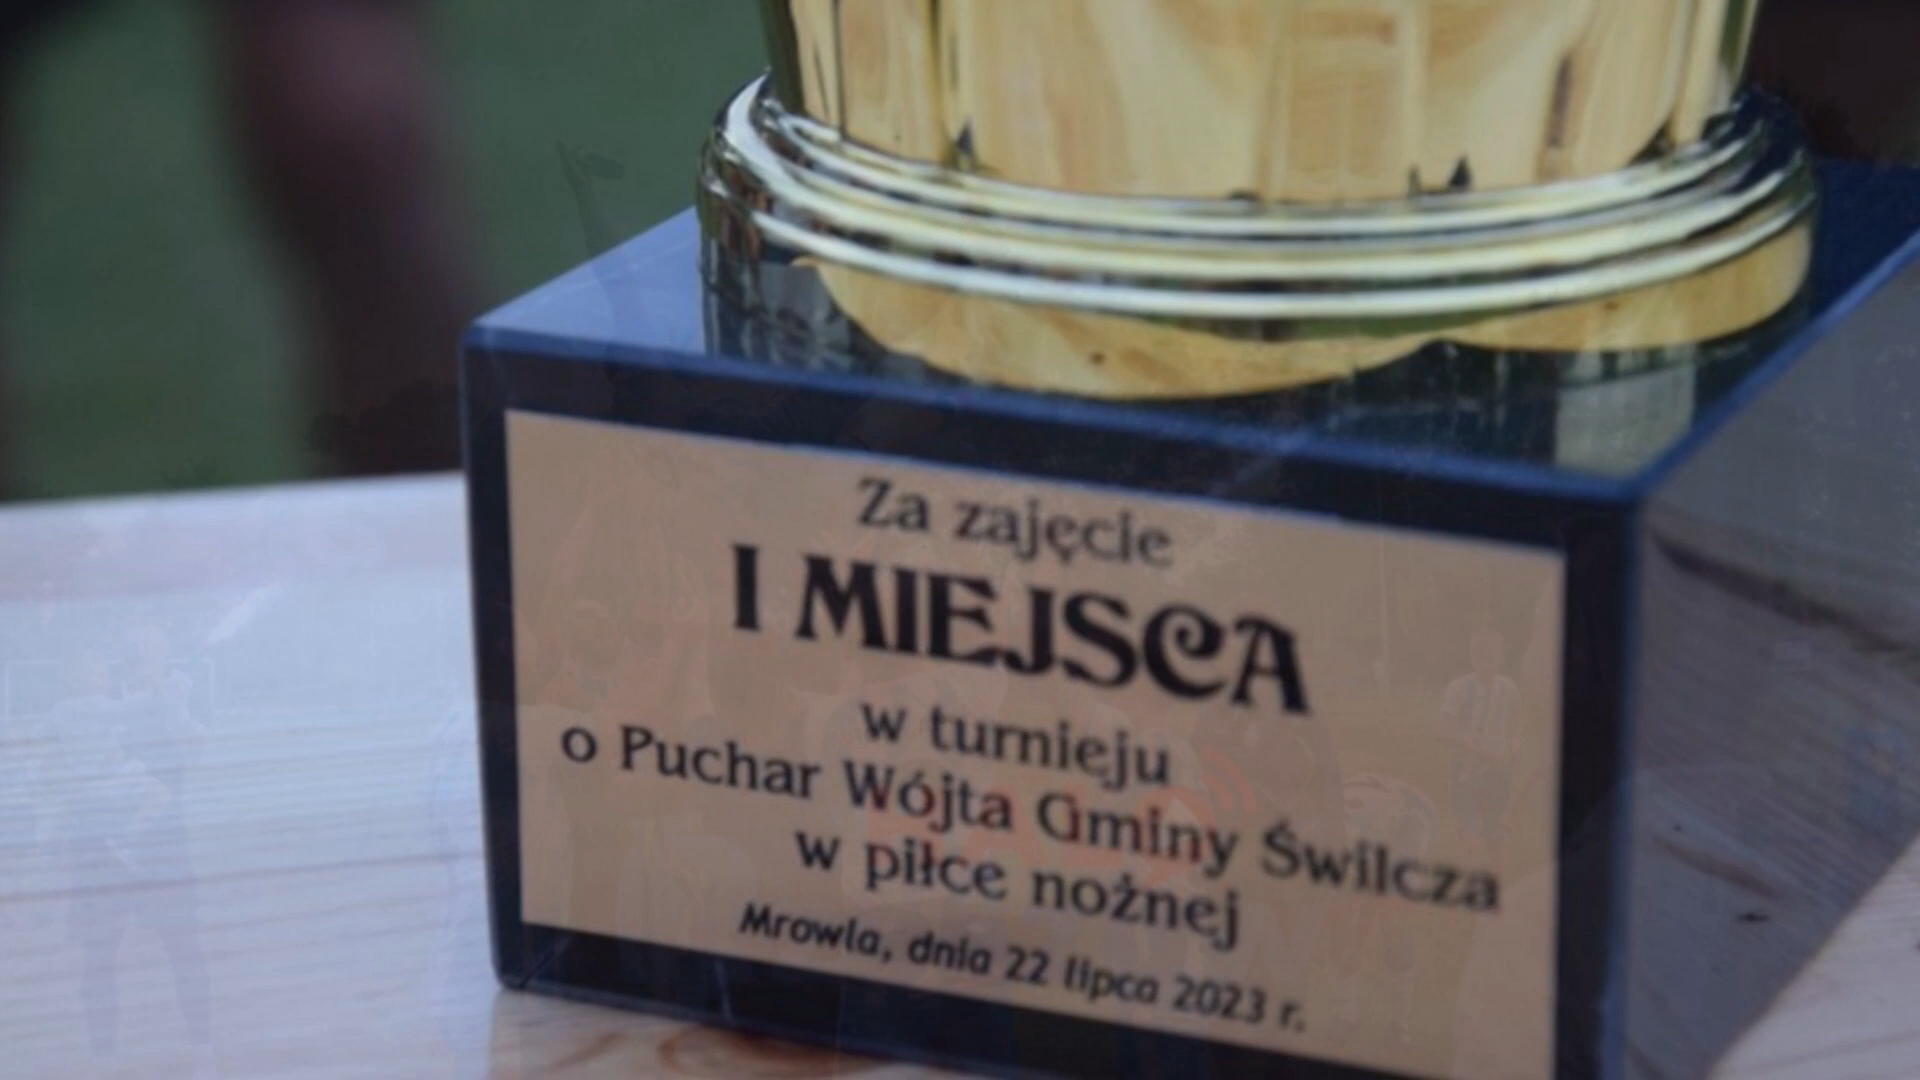 Za zajęcie
I MIEJSCA
w turnieju
o Puchar Wójta Gminy Świlcza
w piłce nożnej
Mrowla, dnia 22 lipca 2023 r.